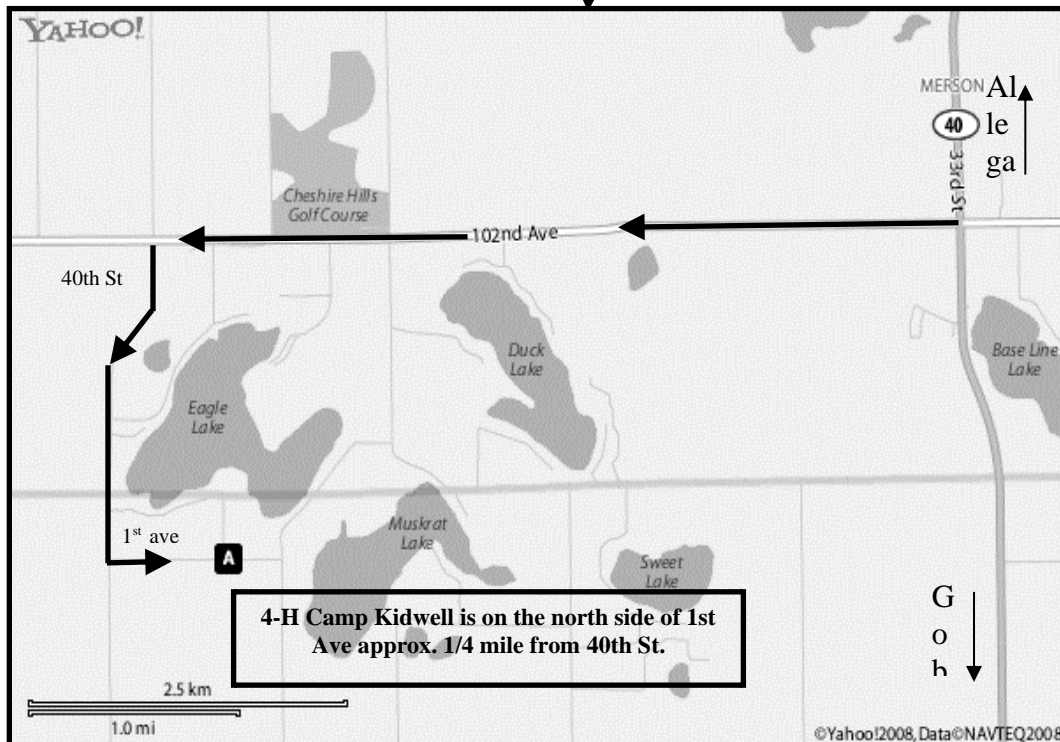 YAHOO!
MERSON
Al
le
ga
40
33rd St
Cheshire Hills
Golf Course
102nd Ave
40th St
Duck
Lake
Base Line
Lake
Eagle
Lake
1st ave
Muskrat
Lake
A
Sweet
Lake
G
o
b
4-H Camp Kidwell is on the north side of 1st
Ave approx. 1/4 mile from 40th St.
2.5 km
1.0 mi
©Yahoo!2008, Data©NAVTEQ2008